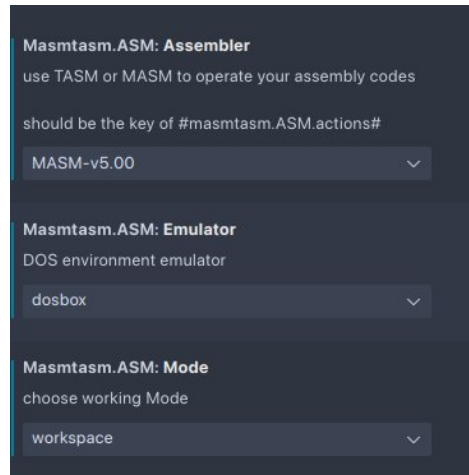 Masmtasm.ASM: Assembler
use TASM or MASM to operate your assembly codes
should be the key of #masmtasm.ASM.actions#
MASM-v5.00
Masmtasm.ASM: Emulator
DOS environment emulator
dosbox
Masmtasm.ASM: Mode
choose working Mode
workspace